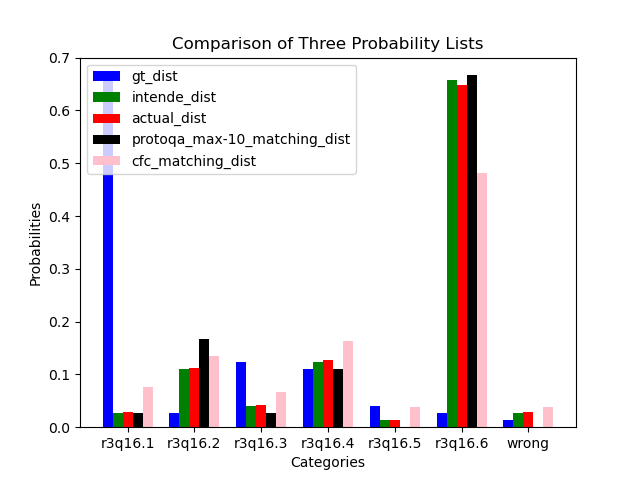 Comparison of Three Probability Lists
gt_dist
intende_dist
actual_dist
protoqa_max-10_matching_dist
cfc_matching_dist
0.7
0.6
0.5
0.4
0.3
0.2
0.1
0.0
Probabilities
r3q16.1 r3q16.2 r3q16.3 r3q16.4 r3q16.5 r3q16.6 wrong
Categories